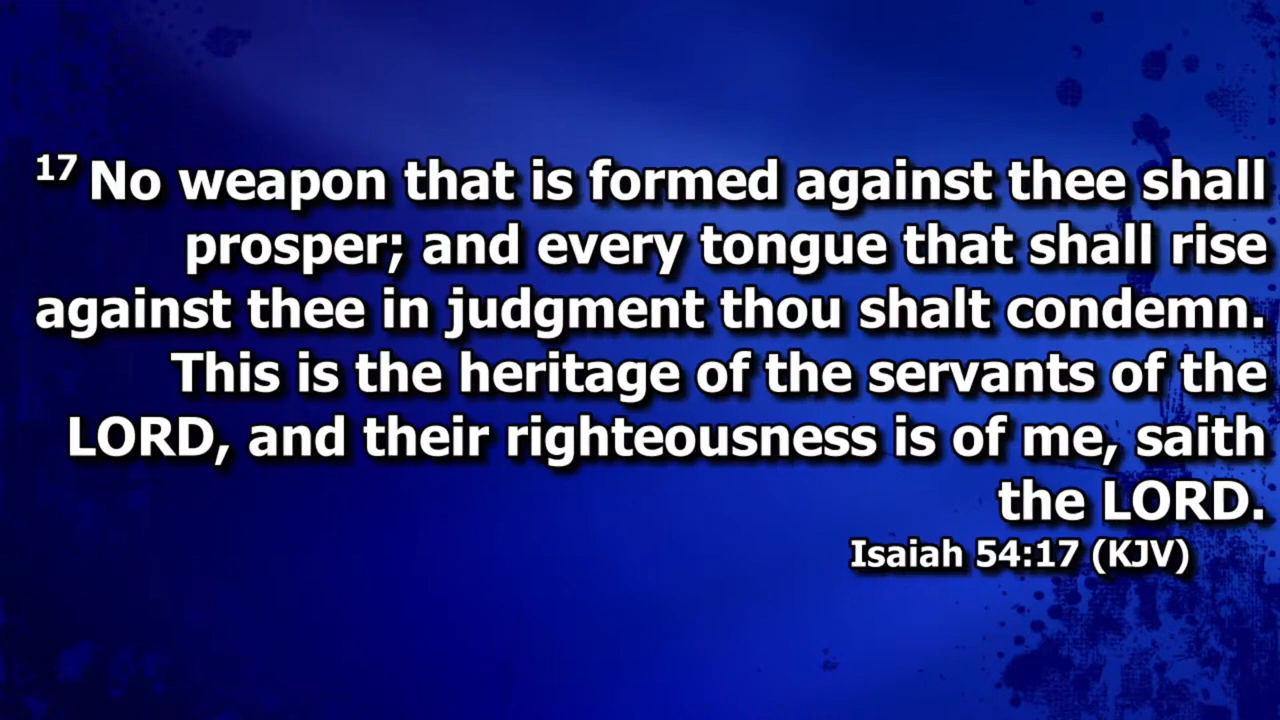 17 No weapon that is formed against thee shall
prosper; and every tongue that shall rise
against thee in judgment thou shalt condemn.
This is the heritage of the servants of the
LORD, and their righteousness is of me, saith
the LORD.
Isaiah 54:17 (KJV)